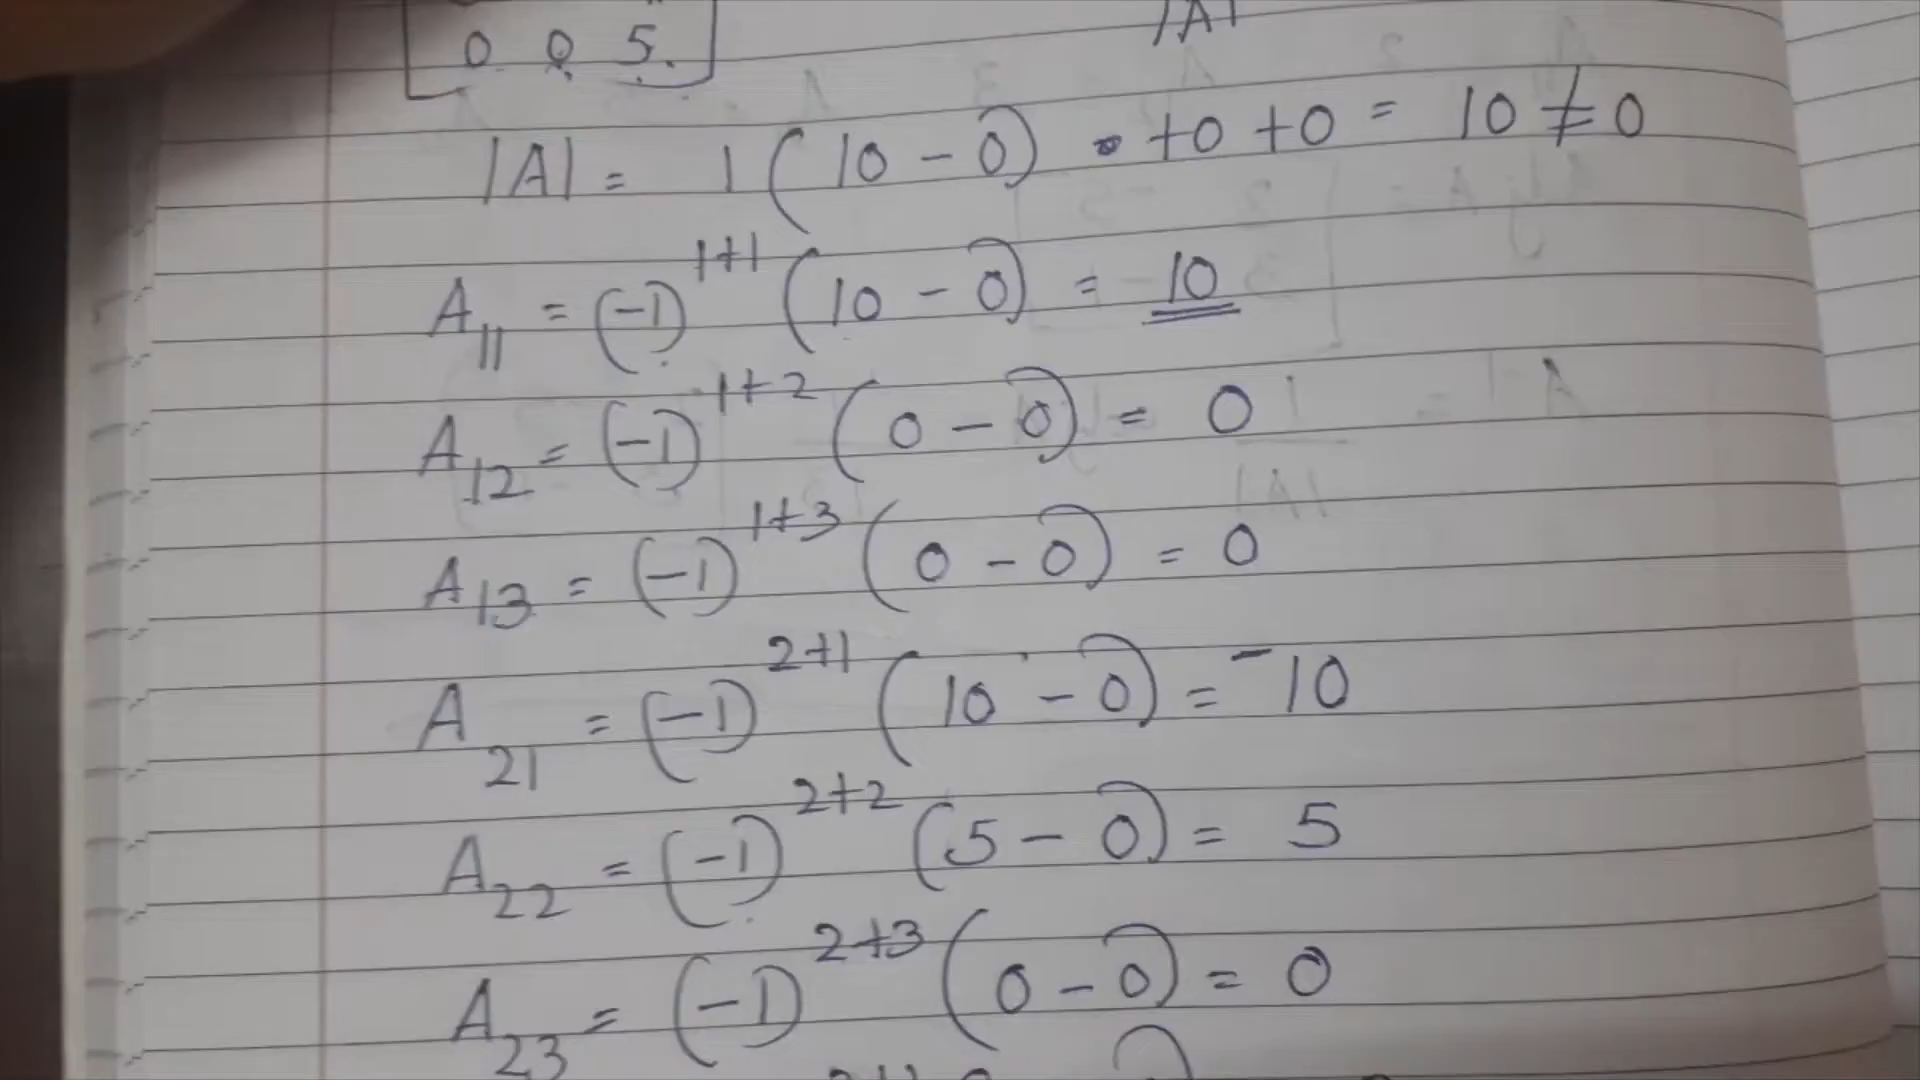 0 0 5
|A|
|A| = 1 (10 - 0) +0 +0 = 10 ≠ 0
A₁₁ = (-1)¹⁺¹ (10 - 0) = 10
A₁₂ = (-1)¹⁺² (0 - 0) = 0
A₁₃ = (-1)¹⁺³ (0 - 0) = 0
A₂₁ = (-1)²⁺¹ (10 - 0) = -10
A₂₂ = (-1)²⁺² (5 - 0) = 5
A₂₃ = (-1)²⁺³ (0 - 0) = 0